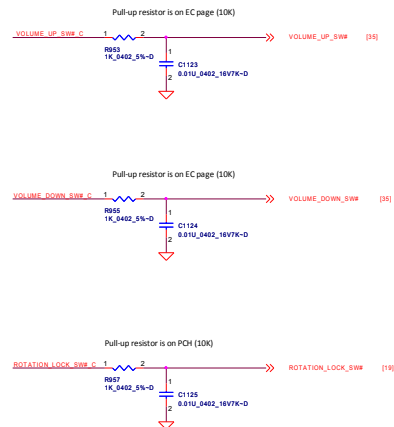 Pull-up resistor is on EC page (10K)
VOLUME_UP_SW#_C 1 2 VOLUME_UP_SW# [35]
R953 1
1K_0402_5%~D C1123
0.01U_0402_16V7K~D
2
Pull-up resistor is on EC page (10K)
VOLUME_DOWN_SW#_C 1 2 VOLUME_DOWN_SW# [35]
R955 1
1K_0402_5%~D C1124
0.01U_0402_16V7K~D
2
Pull-up resistor is on PCH (10K)
ROTATION_LOCK_SW#_C 1 2 ROTATION_LOCK_SW# [19]
R957 1
1K_0402_5%~D C1125
0.01U_0402_16V7K~D
2